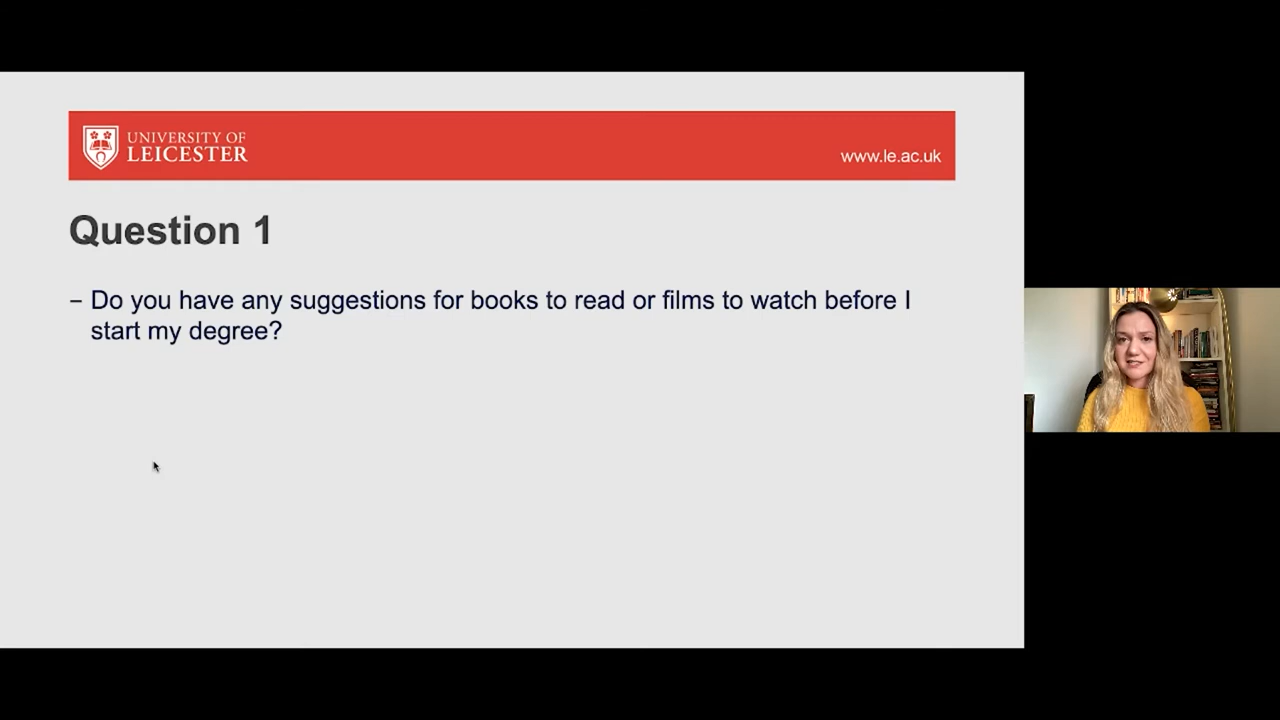 UNIVERSITY OF
LEICESTER
www.le.ac.uk
Question 1
– Do you have any suggestions for books to read or films to watch before I
start my degree?